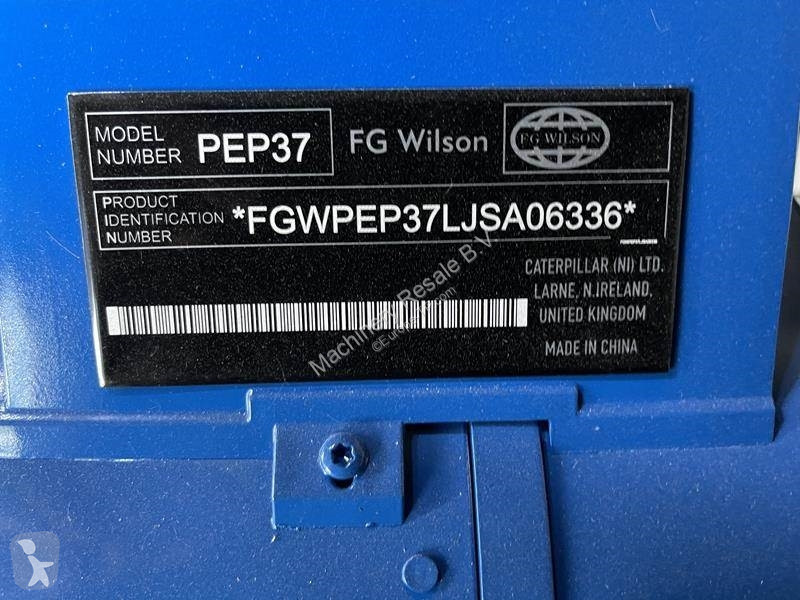 MODEL
NUMBER
PEP37
FG Wilson
FG WILSON
PRODUCT
IDENTIFICATION
NUMBER
*FGWPEP37LJSA06336*
CATERPILLAR (NI) LTD.
LARNE, N.IRELAND,
UNITED KINGDOM
MADE IN CHINA
Machinery Resale B.V.